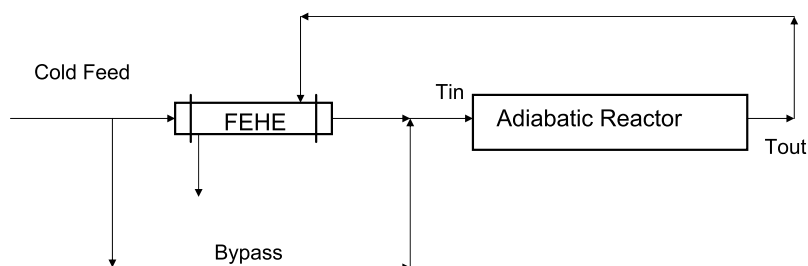 Cold Feed
FEHE
Tin
Adiabatic Reactor
Tout
Bypass